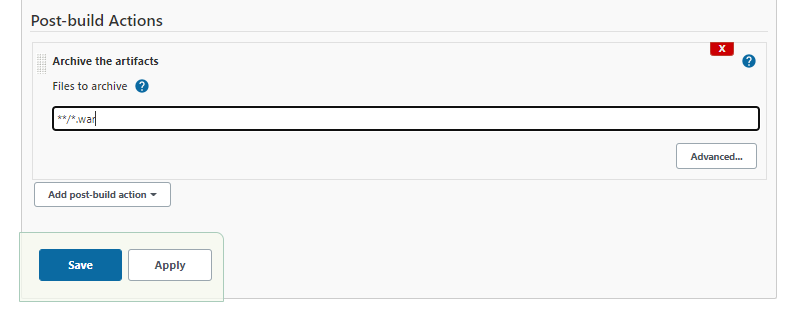 Post-build Actions
X
Archive the artifacts
?
Files to archive ?
**/*.war
Advanced...
Add post-build action
Save
Apply